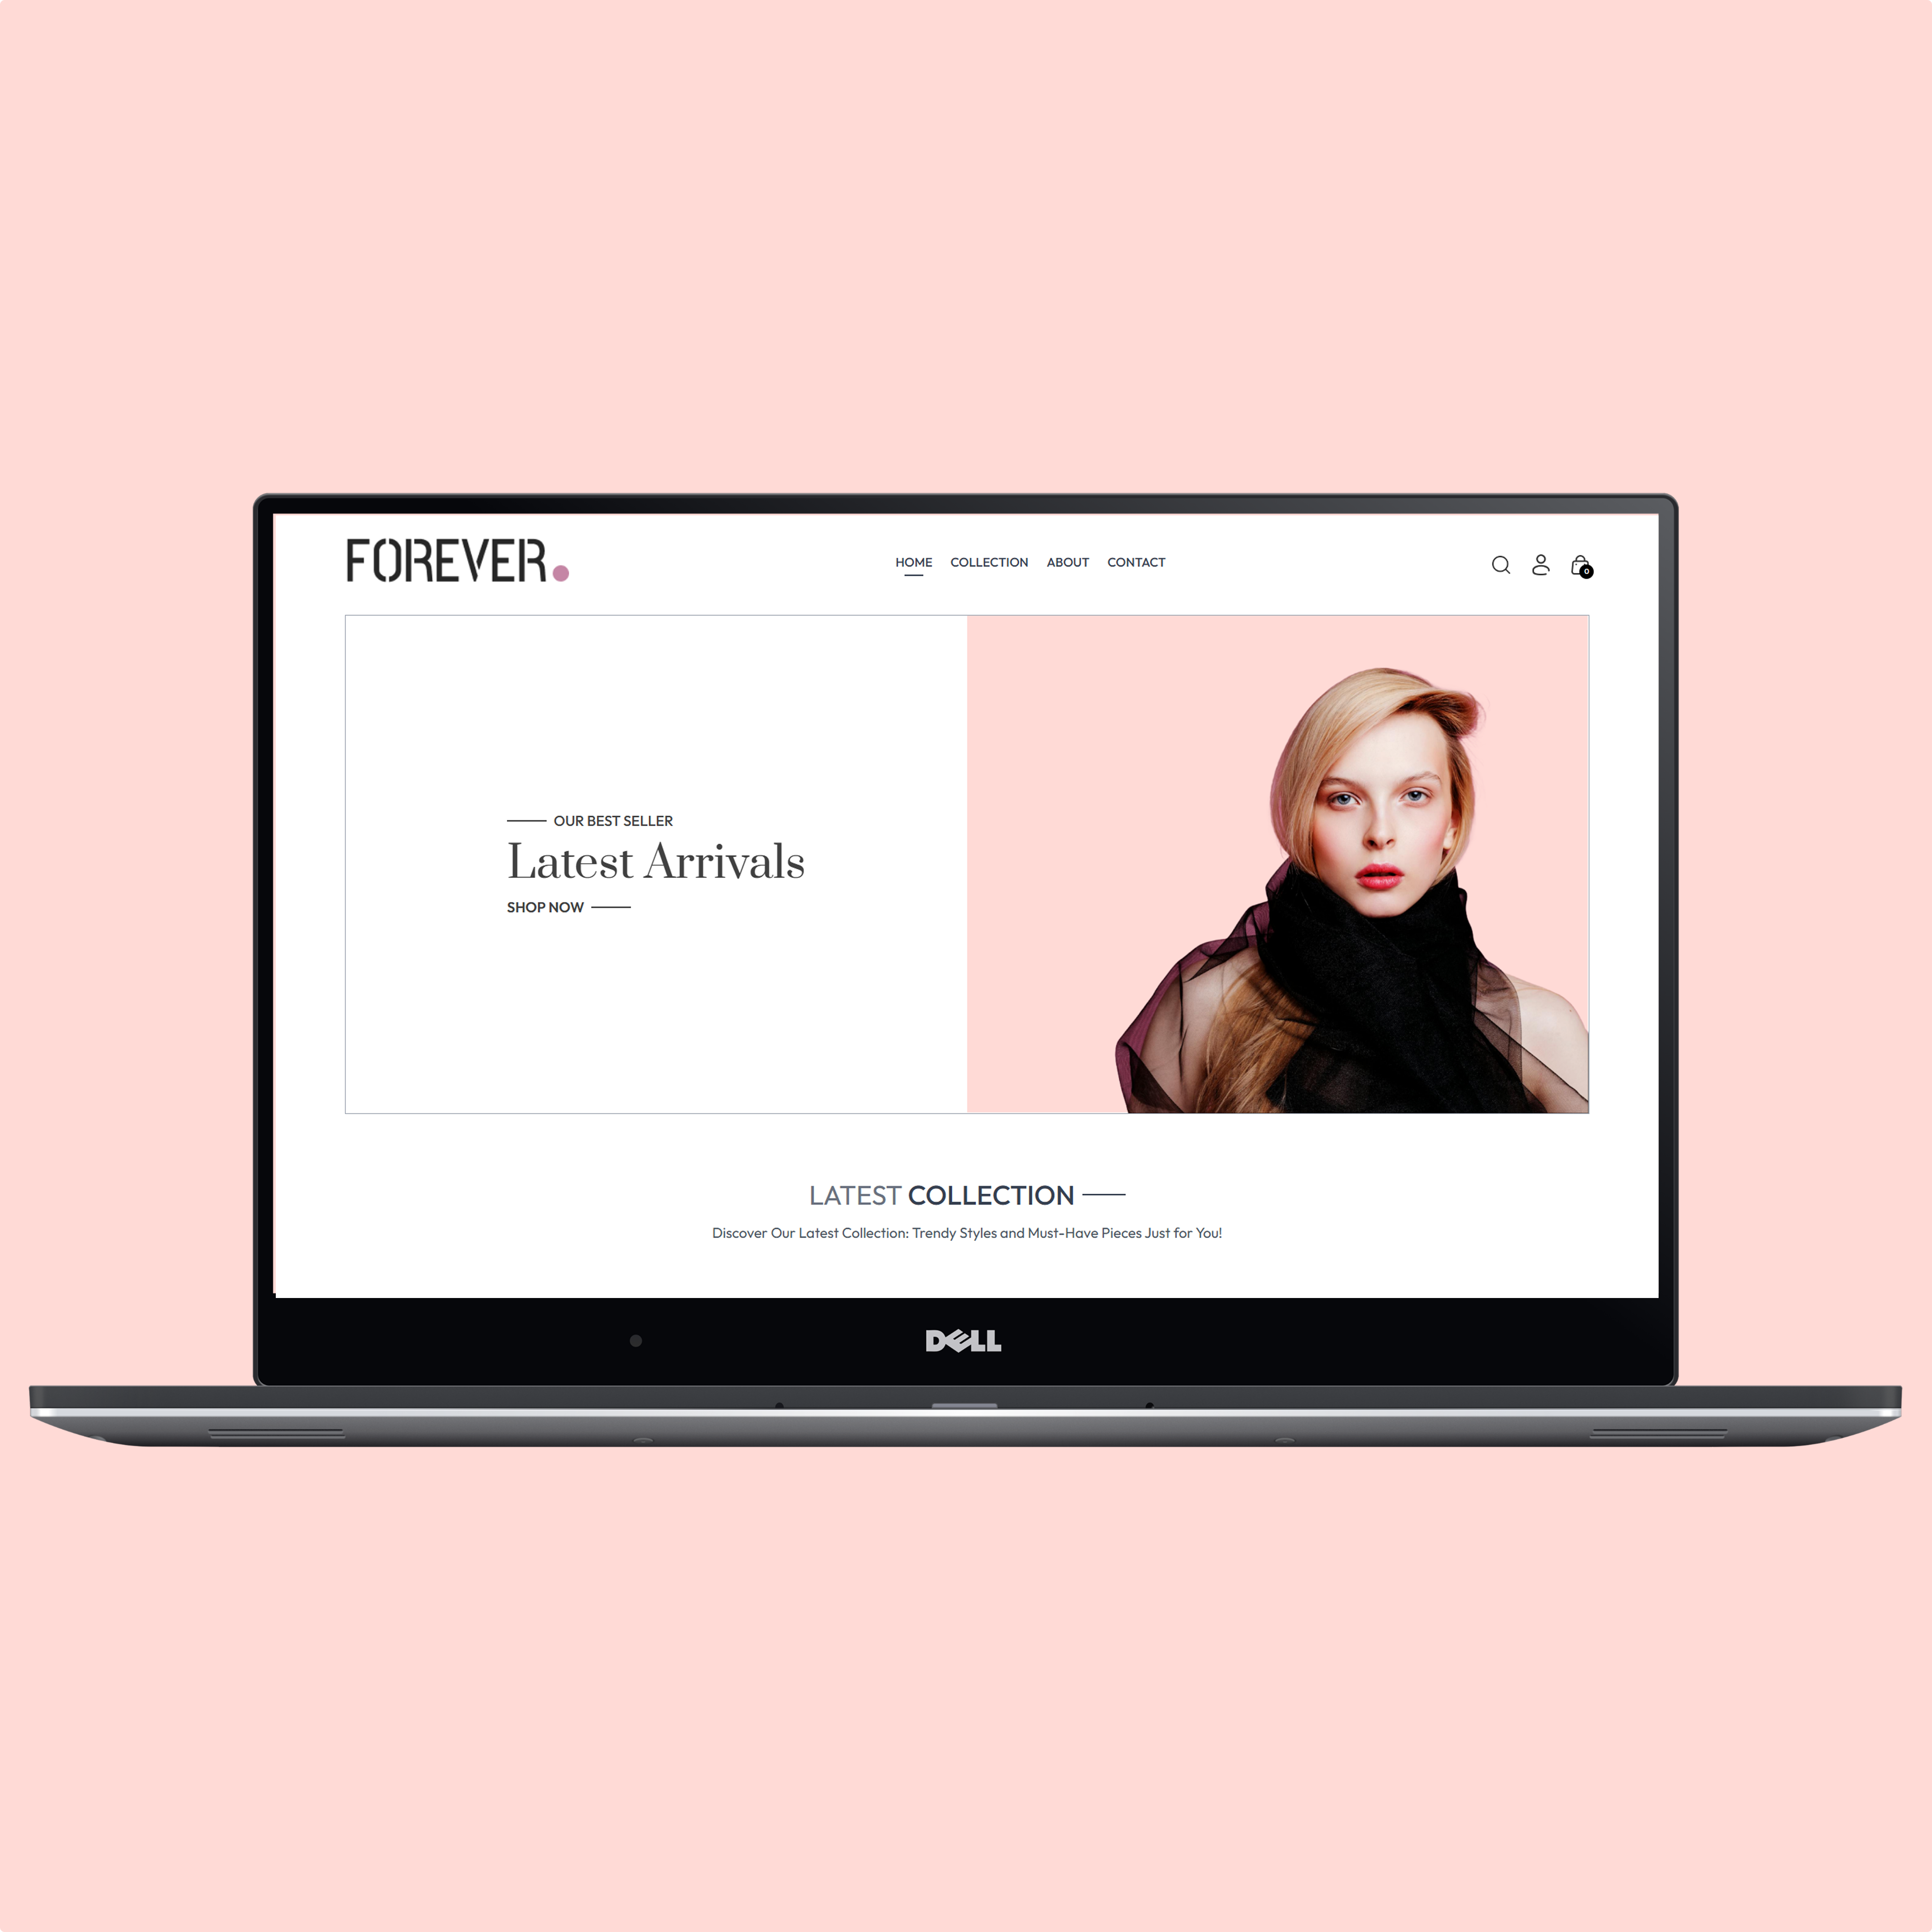 FOREVER.
HOME COLLECTION ABOUT CONTACT
0
OUR BEST SELLER
Latest Arrivals
SHOP NOW
LATEST COLLECTION
Discover Our Latest Collection: Trendy Styles and Must-Have Pieces Just for You!
DELL